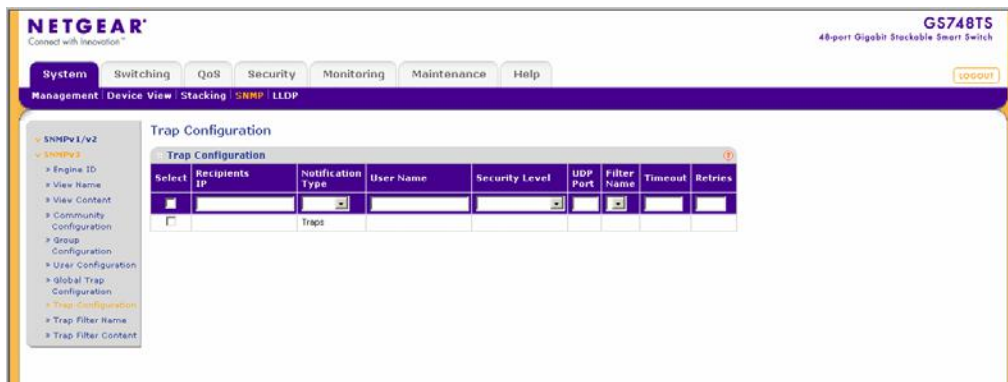 NETGEAR
Connect with Innovation™
GS748TS
48-port Gigabit Stackable Smart Switch
System Switching QoS Security Monitoring Maintenance Help
LOGOUT
Management Device View Stacking SNMP LLDP
SNMPv1/v2
SNMPv3
» Engine ID
» View Name
» View Content
» Community
Configuration
» Group
Configuration
» User Configuration
» Global Trap
Configuration
» Trap Configuration
» Trap Filter Name
» Trap Filter Content
Trap Configuration
Trap Configuration
Select Recipients IP Notification Type User Name Security Level UDP Port Filter Name Timeout Retries
Traps